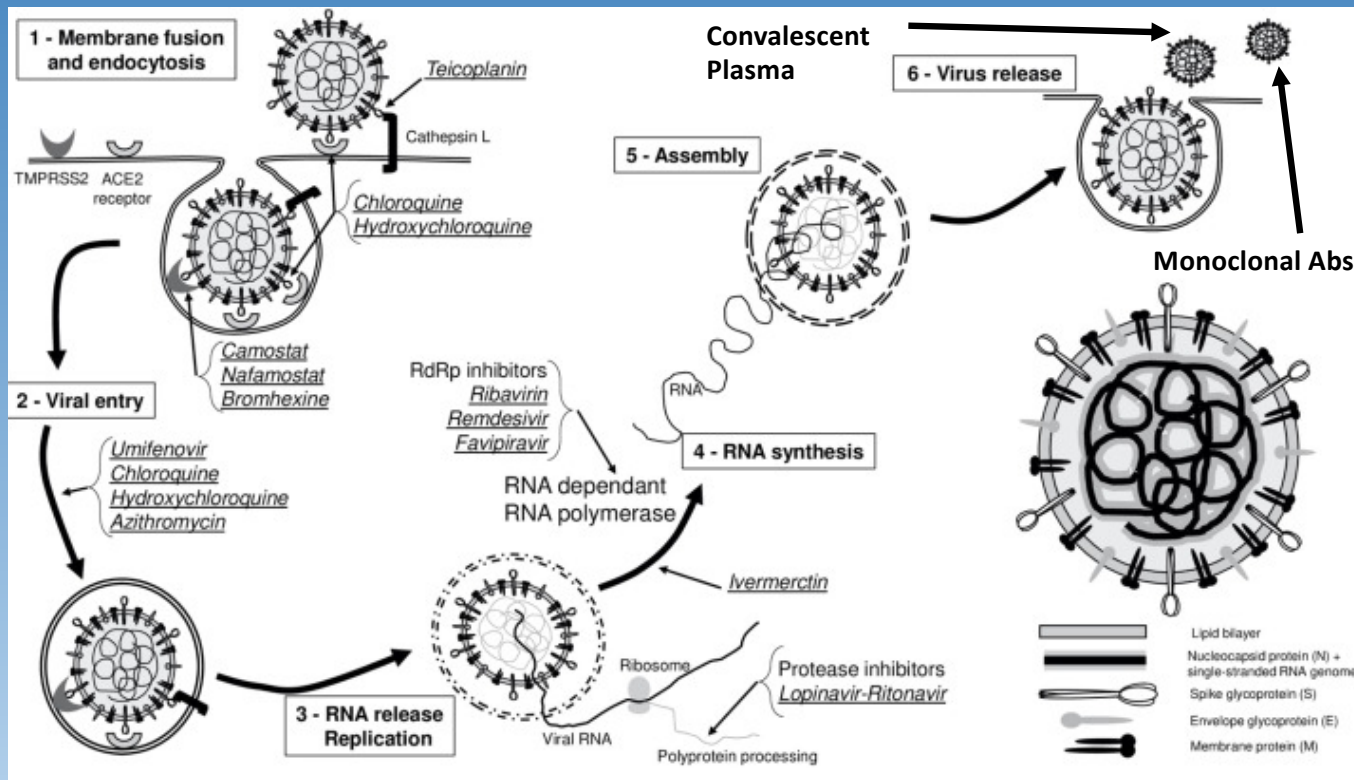 1 - Membrane fusion
and endocytosis
Teicoplanin
Cathepsin L
TMPRSS2
ACE2
receptor
Chloroquine
Hydroxychloroquine
Camostat
Nafamostat
Bromhexine
2 - Viral entry
Umifenovir
Chloroquine
Hydroxychloroquine
Azithromycin
3 - RNA release
Replication
Viral RNA
Ribosome
Polyprotein processing
Protease inhibitors
Lopinavir-Ritonavir
Ivermerctin
RdRp inhibitors
Ribavirin
Remdesivir
Favipiravir
RNA dependant
RNA polymerase
4 - RNA synthesis
RNA
5 - Assembly
6 - Virus release
Convalescent
Plasma
Monoclonal Abs
Lipid bilayer
Nucleocapsid protein (N) +
single-stranded RNA genome
Spike glycoprotein (S)
Envelope glycoprotein (E)
Membrane protein (M)